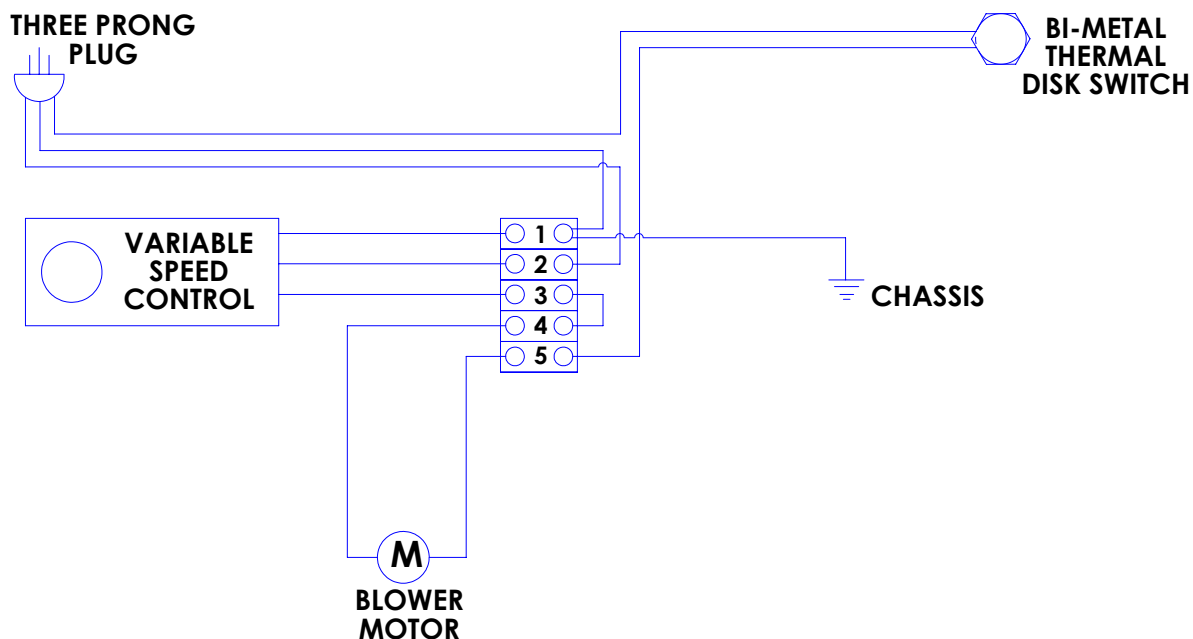 THREE PRONG
PLUG
BI-METAL
THERMAL
DISK SWITCH
VARIABLE
SPEED
CONTROL
1
2
3
4
5
CHASSIS
M
BLOWER
MOTOR